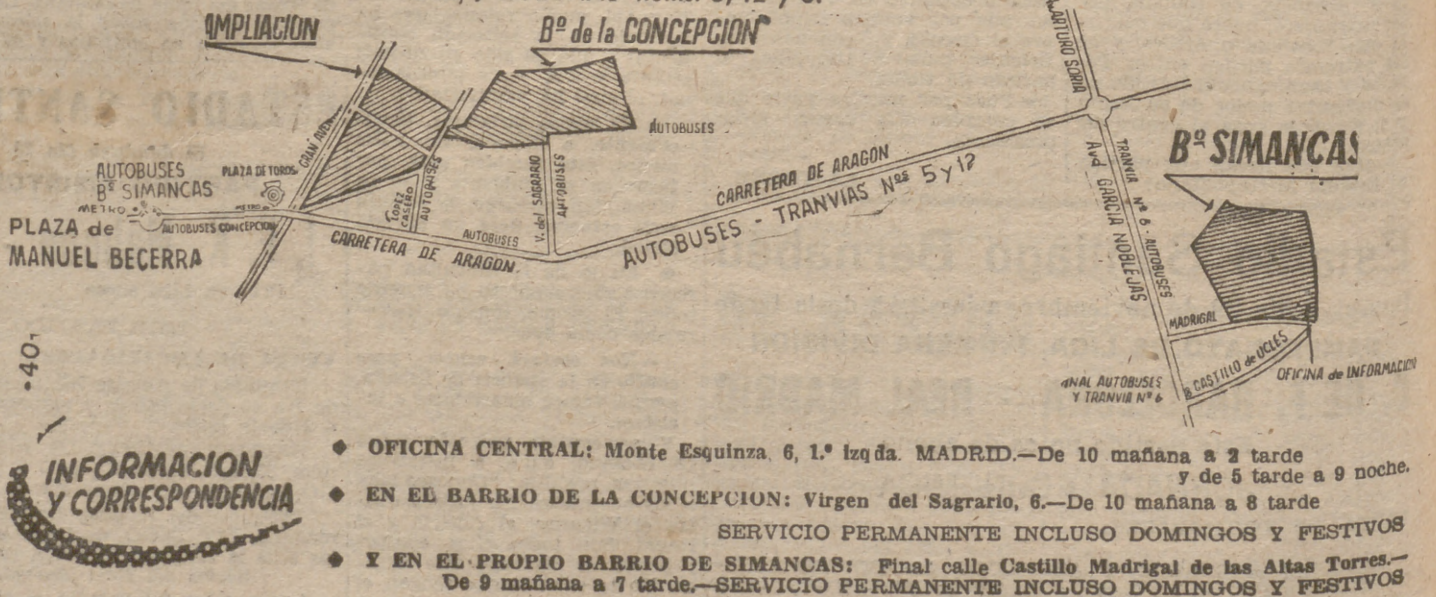 AMPLIACION
Bº de la CONCEPCION
ARTURO SORIA
AUTOBUSES
GRAN AVENI
PLAZA DE TOROS
AUTOBUSES
Bº SIMANCAS
METRO
METRO
AUTOBUSES CONCEPCION
PLAZA de
MANUEL BECERRA
LOPEZ
CASERO
AUTOBUSES
V. del SAGRARIO
AUTOBUSES
CARRETERA DE ARAGON
AUTOBUSES
CARRETERA DE ARAGON
AUTOBUSES - TRANVIAS Nos 5 y 12
Bº SIMANCAS
TRANVIA Nº 6 - AUTOBUSES
Avd GARCIA NOBLEJAS
MADRIGAL
CASTILLO de UCLES
OFICINA de INFORMACION
NAL AUTOBUSES
Y TRANVIA Nº 6
INFORMACION
Y CORRESPONDENCIA
◆ OFICINA CENTRAL: Monte Esquinza, 6, 1.º izqda. MADRID.—De 10 mañana a 2 tarde
y de 5 tarde a 9 noche.
◆ EN EL BARRIO DE LA CONCEPCION: Virgen del Sagrario, 6.—De 10 mañana a 8 tarde
SERVICIO PERMANENTE INCLUSO DOMINGOS Y FESTIVOS
◆ Y EN EL PROPIO BARRIO DE SIMANCAS: Final calle Castillo Madrigal de las Altas Torres.—
De 9 mañana a 7 tarde.—SERVICIO PERMANENTE INCLUSO DOMINGOS Y FESTIVOS